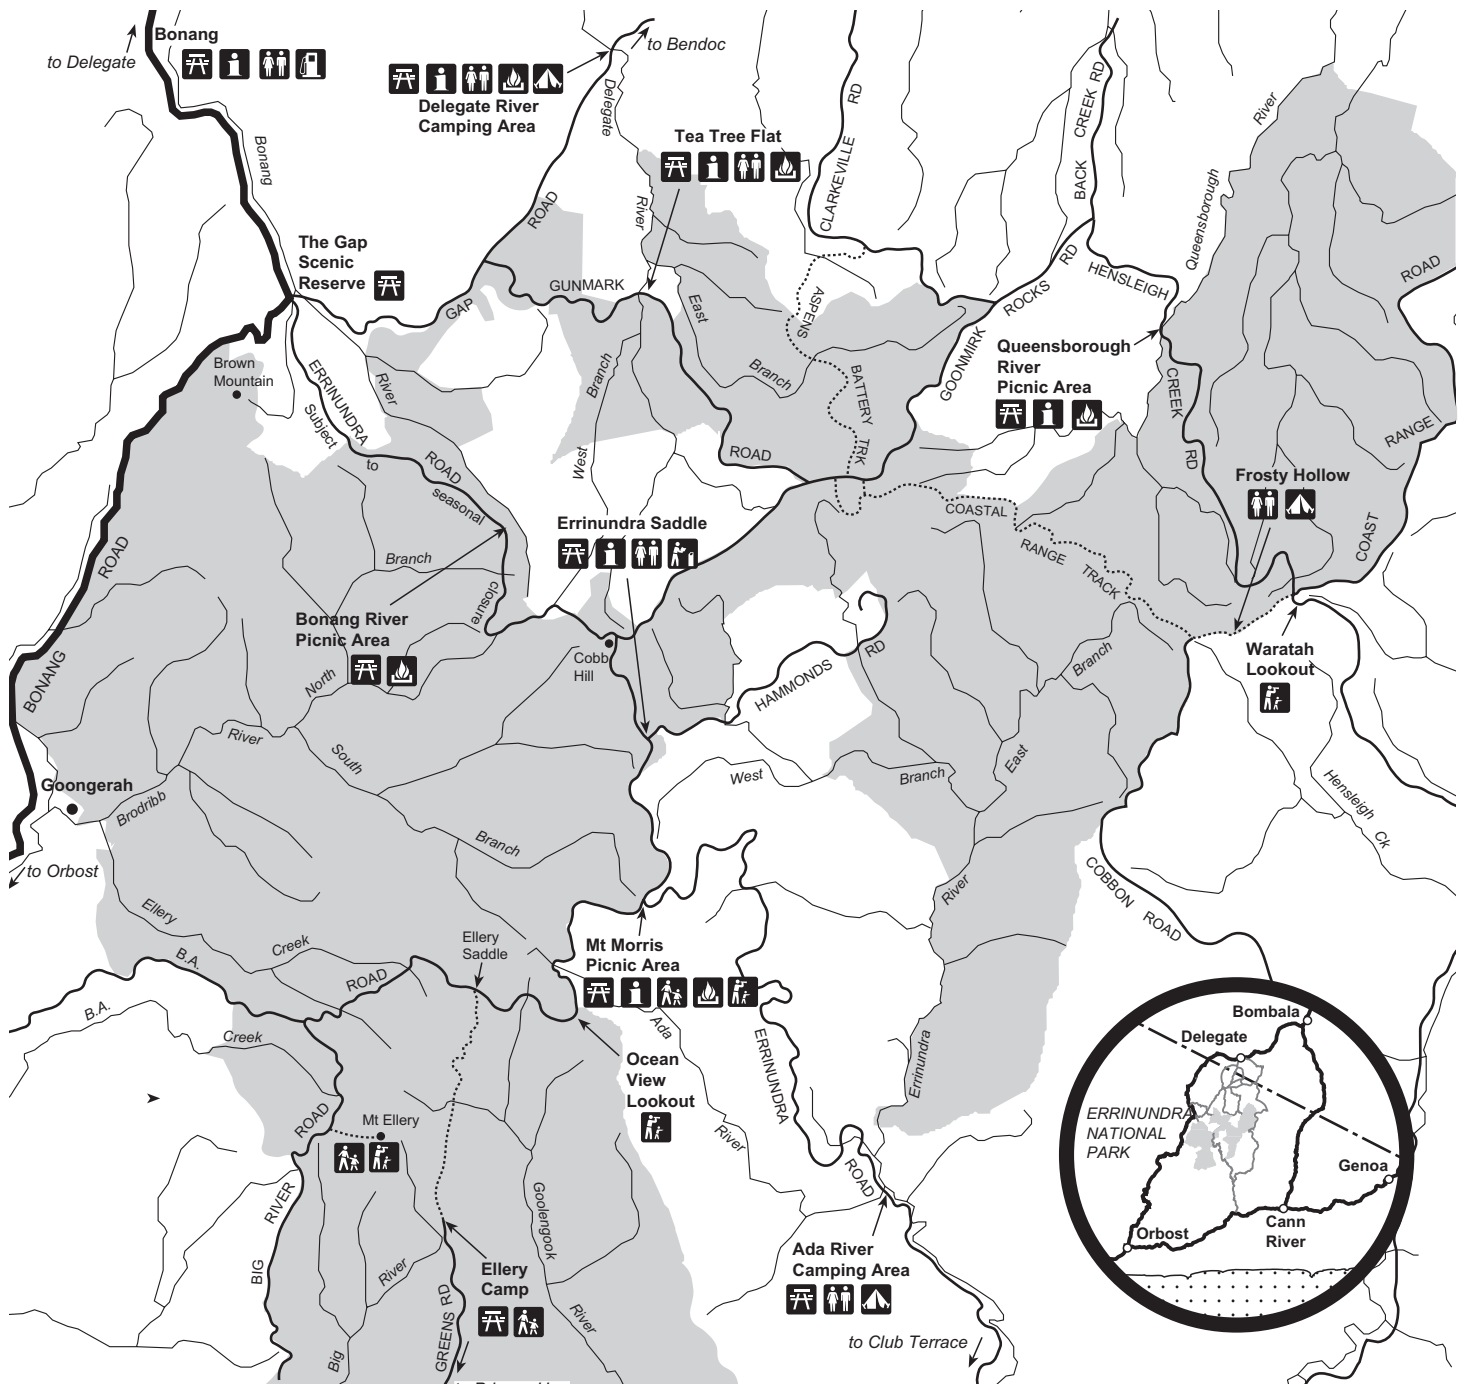 Bonang
to Delegate
to Bendoc
Delegate River
Camping Area
Delegate
River
Tea Tree Flat
CLARKEVILLE RD
BACK CREEK RD
Queensborough
River
Bonang
River
The Gap
Scenic
Reserve
GAP
ROAD
GUNMARK
ROAD
East
Branch
West
Branch
ASPENS
BATTERY
TRK
GOONMIRK
ROCKS
RD
HENSLEIGH
CREEK
RD
Queensborough
River
Picnic Area
ROAD
RANGE
COAST
Brown
Mountain
ERRINUNDRA
ROAD
Subject
to
seasonal
closure
Frosty Hollow
COASTAL
RANGE
TRACK
Errinundra Saddle
Branch
Bonang River
Picnic Area
North
Cobb
Hill
HAMMONDS
RD
Branch
East
Waratah
Lookout
BONANG
ROAD
River
South
Branch
West
Branch
Goongerah
Brodribb
Hensleigh Ck
to Orbost
River
COBBON
ROAD
Ellery
Creek
B.A.
ROAD
Ellery
Saddle
Mt Morris
Picnic Area
B.A.
Creek
Ada
River
ERRINUNDRA
ROAD
Errinundra
Ocean
View
Lookout
ROAD
Mt Ellery
RIVER
BIG
Goolengook
River
Ellery
Camp
GREENS RD
River
Big
Ada River
Camping Area
to Club Terrace
Bombala
Delegate
ERRINUNDRA
NATIONAL
PARK
Genoa
Orbost
Cann
River